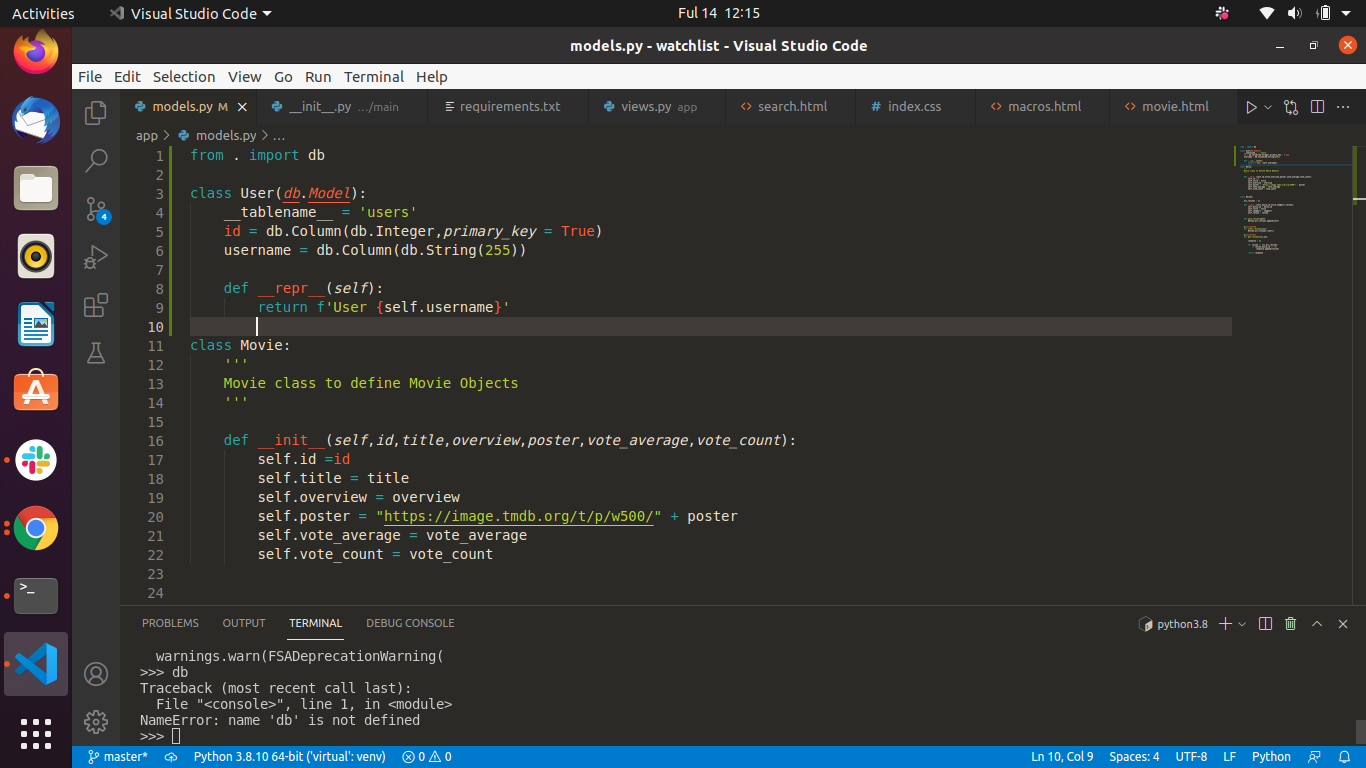 Activities Visual Studio Code Ful 14 12:15
models.py - watchlist - Visual Studio Code
File Edit Selection View Go Run Terminal Help
models.py M __init__.py .../main requirements.txt views.py app search.html index.css macros.html movie.html
app > models.py > ...
1 from . import db
2
3 class User(db.Model):
4 __tablename__ = 'users'
5 id = db.Column(db.Integer,primary_key = True)
6 username = db.Column(db.String(255))
7
8 def __repr__(self):
9 return f'User {self.username}'
10
11 class Movie:
12 '''
13 Movie class to define Movie Objects
14 '''
15
16 def __init__(self,id,title,overview,poster,vote_average,vote_count):
17 self.id =id
18 self.title = title
19 self.overview = overview
20 self.poster = "https://image.tmdb.org/t/p/w500/" + poster
21 self.vote_average = vote_average
22 self.vote_count = vote_count
23
24
4
PROBLEMS OUTPUT TERMINAL DEBUG CONSOLE python3.8
warnings.warn(FSADeprecationWarning(
>>> db
Traceback (most recent call last):
File "<console>", line 1, in <module>
NameError: name 'db' is not defined
>>>
master* Python 3.8.10 64-bit ('virtual': venv) 0 0 Ln 10, Col 9 Spaces: 4 UTF-8 LF Python